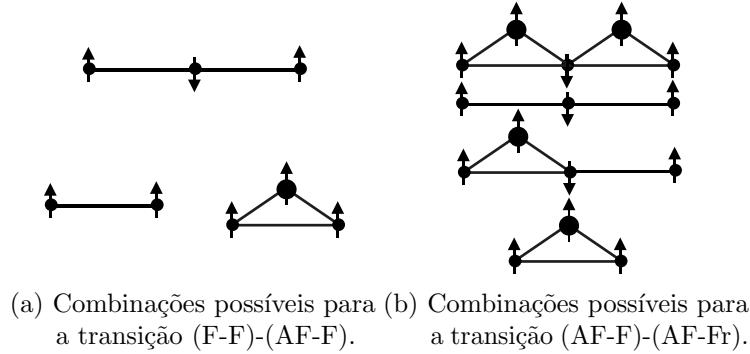 (a) Combinações possíveis para
a transição (F-F)-(AF-F).
(b) Combinações possíveis para
a transição (AF-F)-(AF-Fr).